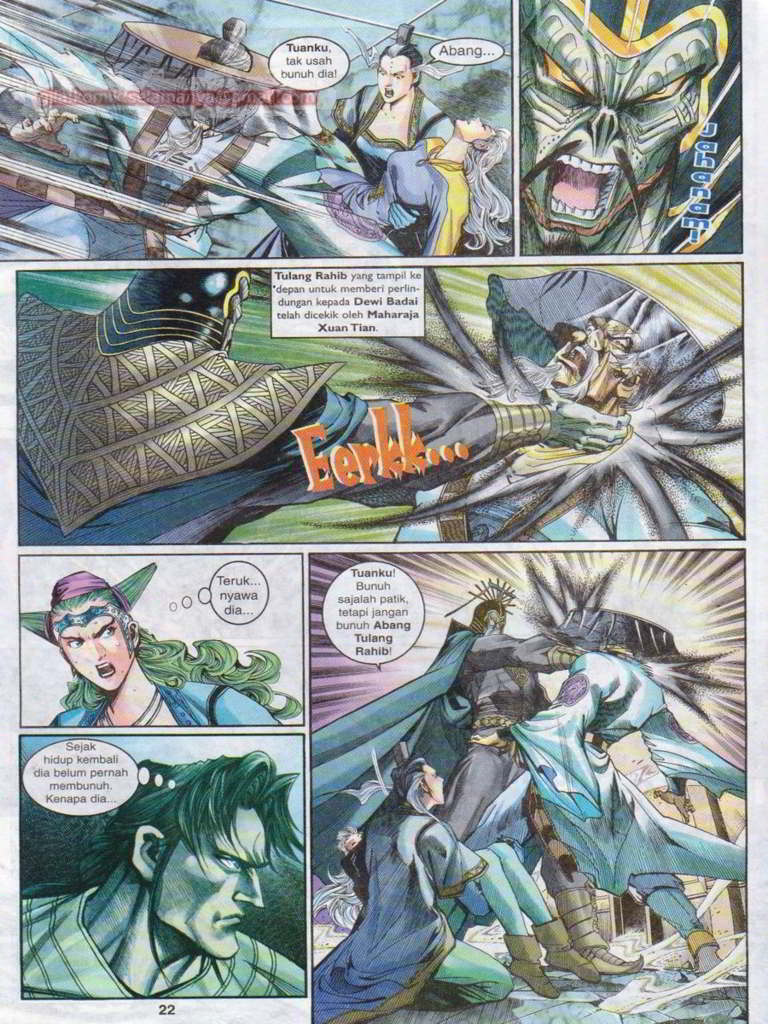 Tuanku,
tak usah
bunuh dia!
Abang...
Tulang Rahib yang tampil ke
depan untuk memberi perlin-
dungan kepada Dewi Badai
telah dicekik oleh Maharaja
Xuan Tian.
Eerkk...
Teruk...
nyawa
dia...
Tuanku!
Bunuh
sajalah patik,
tetapi jangan
bunuh Abang
Tulang
Rahib!
Sejak
hidup kembali
dia belum pernah
membunuh.
Kenapa dia...
22